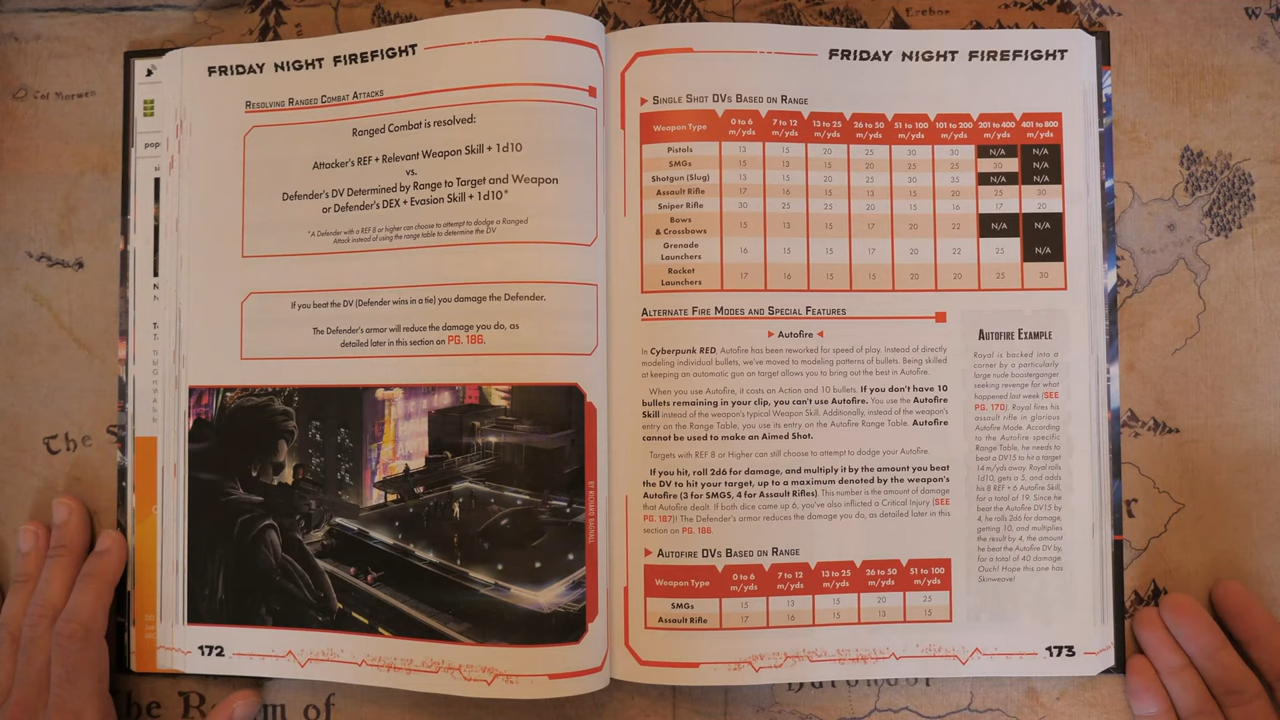 Erebor
W
Col Morwen
pop
si
N
T
FRIDAY NIGHT FIREFIGHT
RESOLVING RANGED COMBAT ATTACKS
Ranged Combat is resolved:
Attacker's REF + Relevant Weapon Skill + 1d10
vs.
Defender's DV Determined by Range to Target and Weapon
or Defender's DEX + Evasion Skill + 1d10*
*A Defender with a REF 8 or higher can choose to attempt to dodge a Ranged
Attack instead of using the range table to determine the DV
If you beat the DV (Defender wins in a tie) you damage the Defender.
The Defender's armor will reduce the damage you do, as
detailed later in this section on PG. 186.
BY RICHARD BAGNALL
172
FRIDAY NIGHT FIREFIGHT
SINGLE SHOT DVS BASED ON RANGE
Weapon Type 0 to 6 m/yds 7 to 12 m/yds 13 to 25 m/yds 26 to 50 m/yds 51 to 100 m/yds 101 to 200 m/yds 201 to 400 m/yds 401 to 800 m/yds
Pistols 13 15 20 25 30 30 N/A N/A
SMGs 15 13 15 20 25 25 30 N/A
Shotgun (Slug) 13 15 20 25 30 35 N/A N/A
Assault Rifle 17 16 15 13 15 20 25 30
Sniper Rifle 30 25 25 20 15 16 17 20
Bows & Crossbows 15 13 15 17 20 22 N/A N/A
Grenade Launchers 16 15 15 17 20 22 25 N/A
Rocket Launchers 17 16 15 15 20 20 25 30
ALTERNATE FIRE MODES AND SPECIAL FEATURES
Autofire
In Cyberpunk RED, Autofire has been reworked for speed of play. Instead of directly
modeling individual bullets, we've moved to modeling patterns of bullets. Being skilled
at keeping an automatic gun on target allows you to bring out the best in Autofire.
When you use Autofire, it costs an Action and 10 bullets. If you don't have 10
bullets remaining in your clip, you can't use Autofire. You use the Autofire
Skill instead of the weapon's typical Weapon Skill. Additionally, instead of the weapon's
entry on the Range Table, you use its entry on the Autofire Range Table. Autofire
cannot be used to make an Aimed Shot.
Targets with REF 8 or Higher can still choose to attempt to dodge your Autofire.
If you hit, roll 2d6 for damage, and multiply it by the amount you beat
the DV to hit your target, up to a maximum denoted by the weapon's
Autofire (3 for SMGs, 4 for Assault Rifles). This number is the amount of damage
that Autofire dealt. If both dice came up 6, you've also inflicted a Critical Injury (SEE
PG. 187)! The Defender's armor reduces the damage you do, as detailed later in this
section on PG. 186.
AUTOFIRE DVS BASED ON RANGE
Weapon Type 0 to 6 m/yds 7 to 12 m/yds 13 to 25 m/yds 26 to 50 m/yds 51 to 100 m/yds
SMGs 15 13 15 20 25
Assault Rifle 17 16 15 13 15
AUTOFIRE EXAMPLE
Royal is backed into a
corner by a particularly
large nude boosterganger
seeking revenge for what
happened last week (SEE
PG. 170). Royal fires his
assault rifle in glorious
Autofire Mode. According
to the Autofire specific
Range Table, he needs to
beat a DV15 to hit a target
14 m/yds away. Royal rolls
1d10, gets a 5, and adds
his 8 REF + 6 Autofire Skill,
for a total of 19. Since he
beat the Autofire DV15 by
4, he rolls 2d6 for damage,
getting 10, and multiplies
the result by 4, the amount
he beat the Autofire DV by,
for a total of 40 damage.
Ouch! Hope this one has
Skinweave!
173
The S